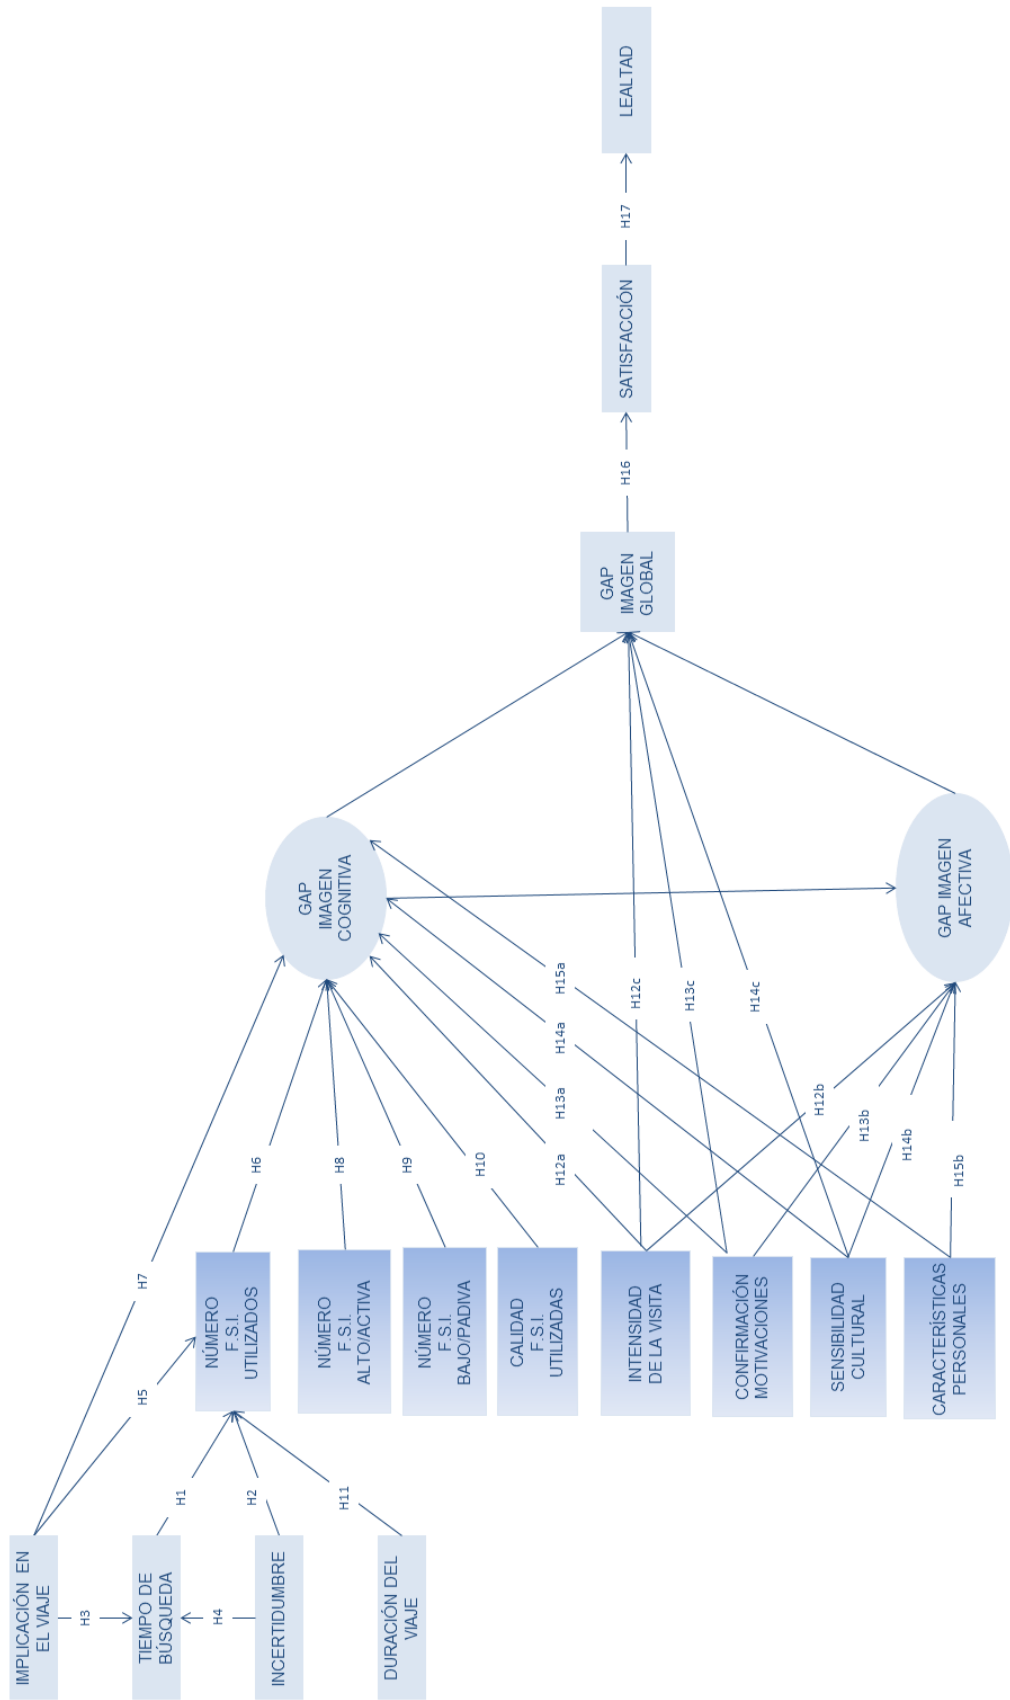 IMPLICACIÓN EN
EL VIAJE
TIEMPO DE
BÚSQUEDA
INCERTIDUMBRE
DURACIÓN DEL
VIAJE
H3
H4
H5
H7
H1
H2
H11
NÚMERO
F.S.I.
UTILIZADOS
NÚMERO
F.S.I.
ALTO/ACTIVA
NÚMERO
F.S.I.
BAJO/PADIVA
CALIDAD
F.S.I.
UTILIZADAS
INTENSIDAD
DE LA VISITA
CONFIRMACIÓN
MOTIVACIONES
SENSIBILIDAD
CULTURAL
CARACTERÍSTICAS
PERSONALES
H6
H8
H9
H10
H12a
H13a
H14a
H15a
H12c
H13c
H14c
H12b
H13b
H14b
H15b
GAP
IMAGEN
COGNITIVA
GAP IMAGEN
AFECTIVA
GAP
IMAGEN
GLOBAL
H16
SATISFACCIÓN
H17
LEALTAD